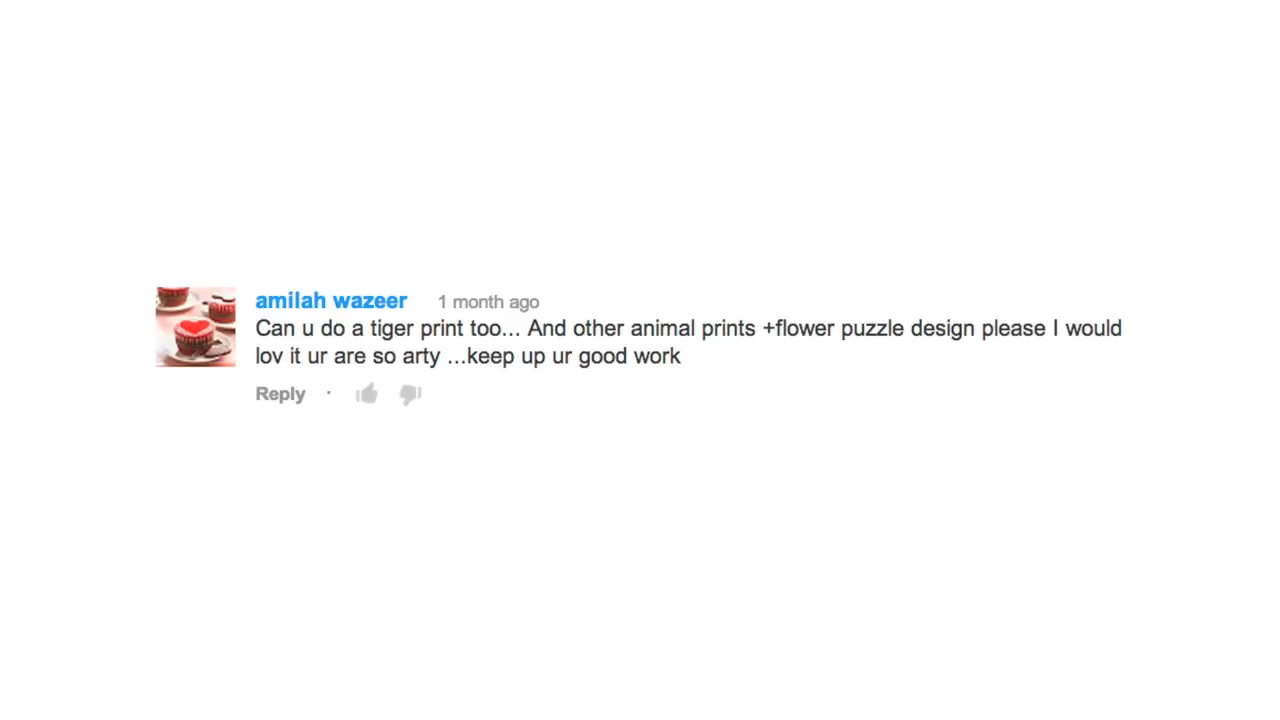 amilah wazeer 1 month ago
Can u do a tiger print too... And other animal prints +flower puzzle design please I would
lov it ur are so arty ...keep up ur good work
Reply ·